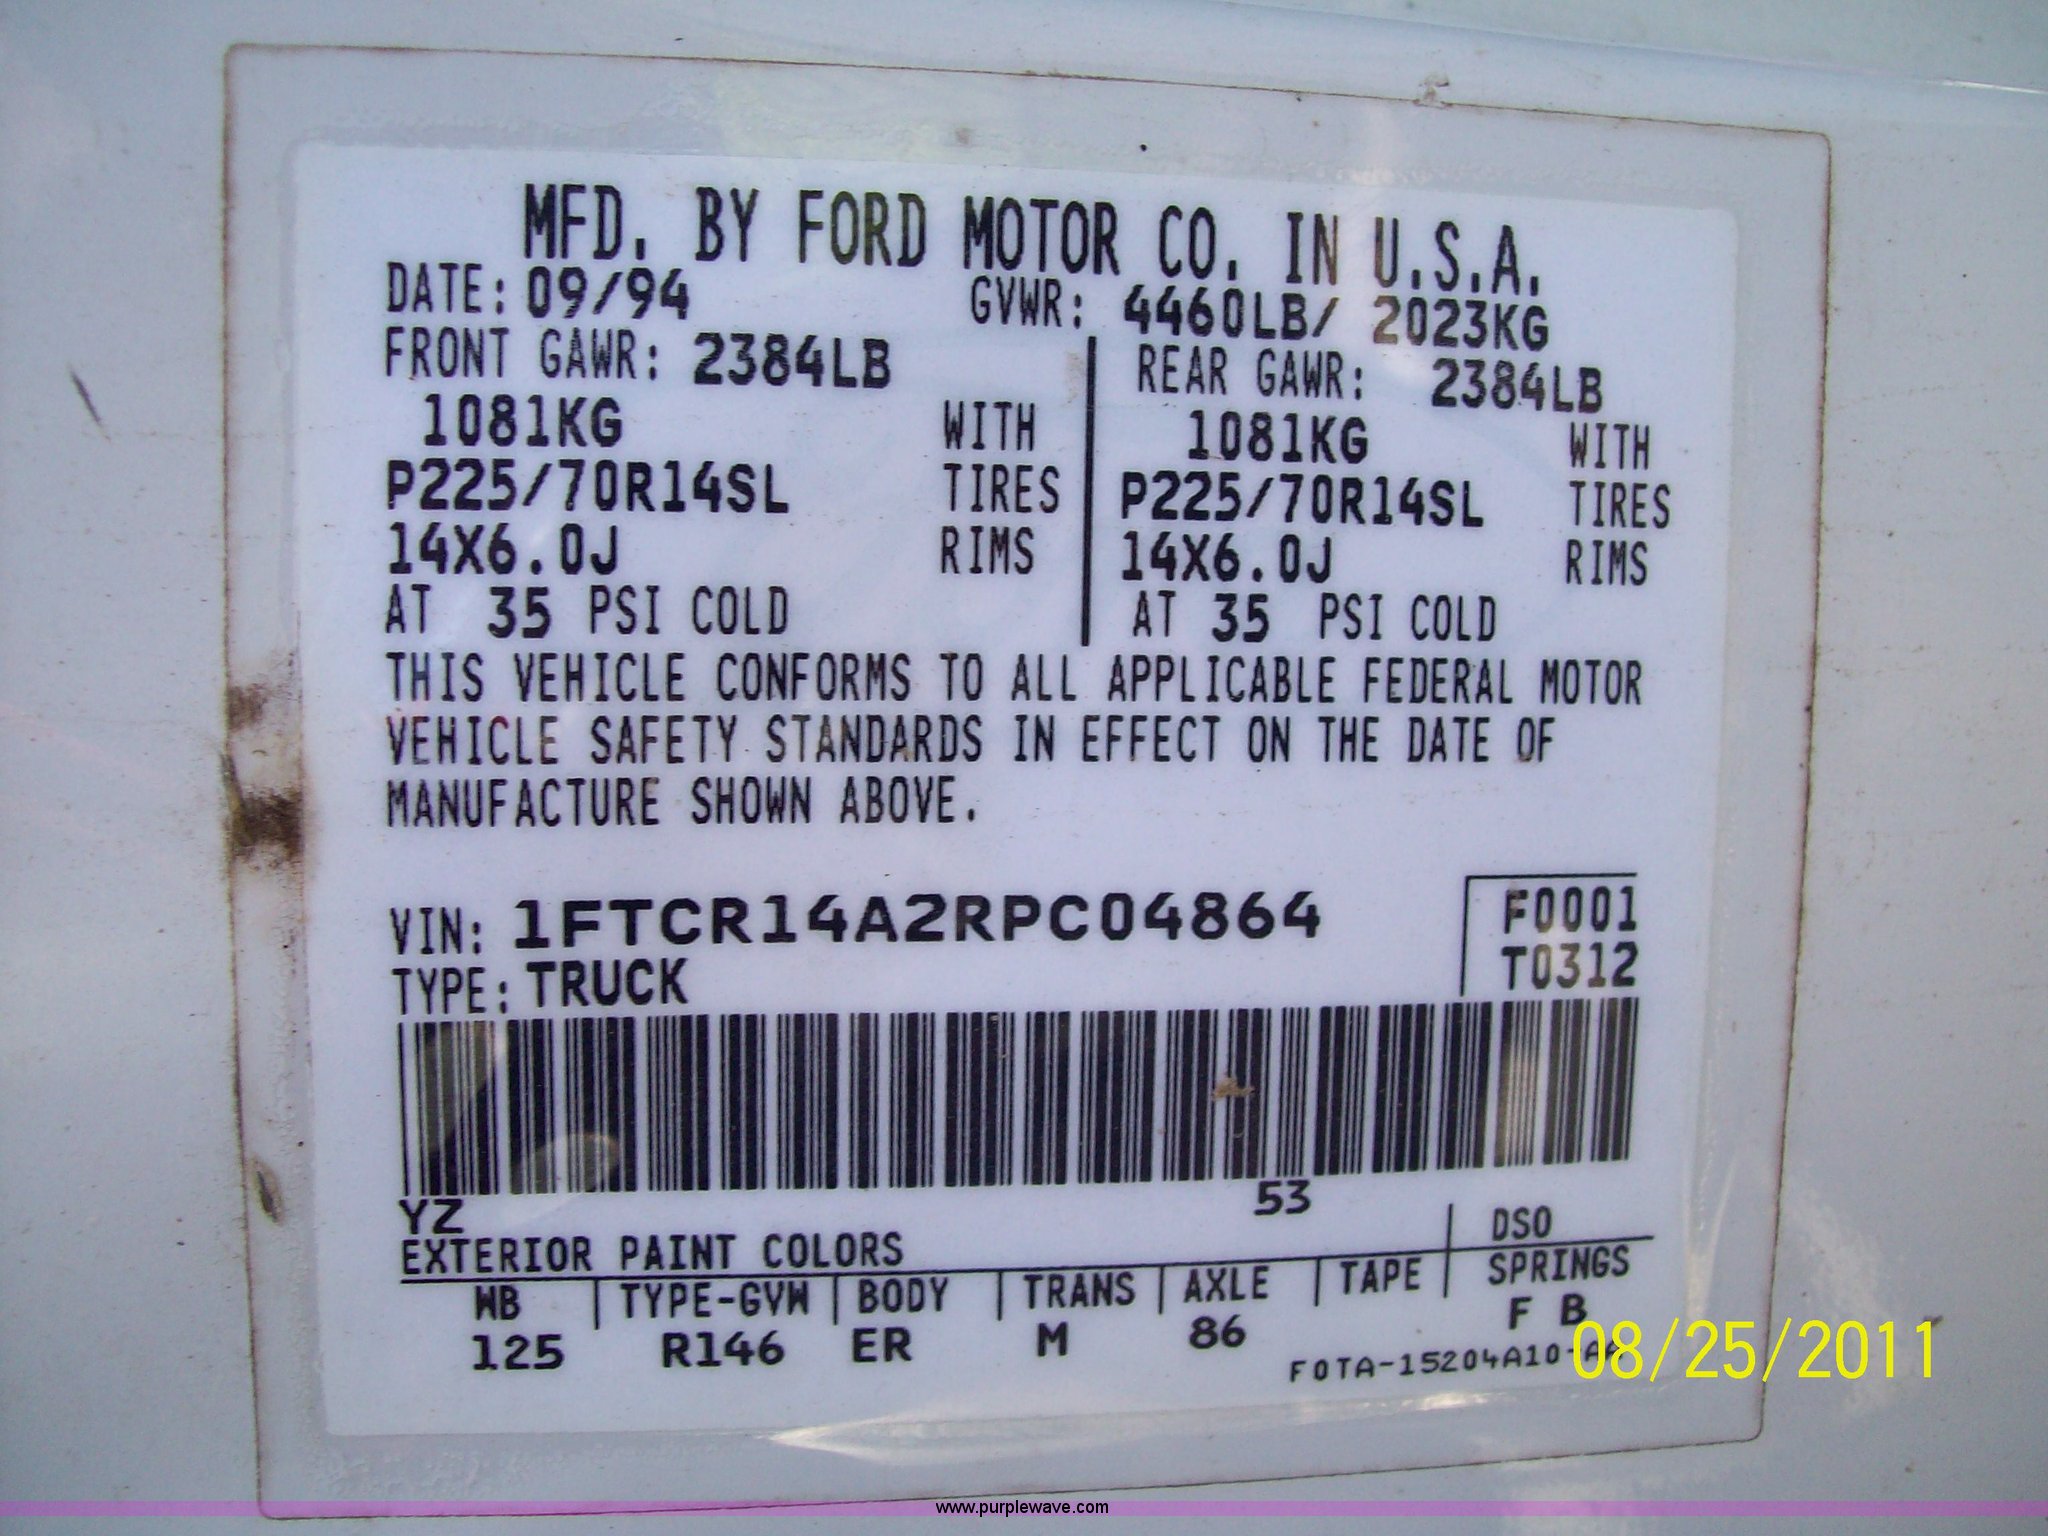 MFD. BY FORD MOTOR CO. IN U.S.A.
DATE: 09/94 GVWR: 4460LB/ 2023KG
FRONT GAWR: 2384LB REAR GAWR: 2384LB
1081KG WITH 1081KG WITH
P225/70R14SL TIRES P225/70R14SL TIRES
14X6.0J RIMS 14X6.0J RIMS
AT 35 PSI COLD AT 35 PSI COLD
THIS VEHICLE CONFORMS TO ALL APPLICABLE FEDERAL MOTOR
VEHICLE SAFETY STANDARDS IN EFFECT ON THE DATE OF
MANUFACTURE SHOWN ABOVE.
VIN: 1FTCR14A2RPC04864 F0001
TYPE: TRUCK T0312
YZ 53
EXTERIOR PAINT COLORS DSO
WB TYPE-GVW BODY TRANS AXLE TAPE SPRINGS
125 R146 ER M 86 F B
F0TA-15204A10-AA
08/25/2011
www.purplewave.com